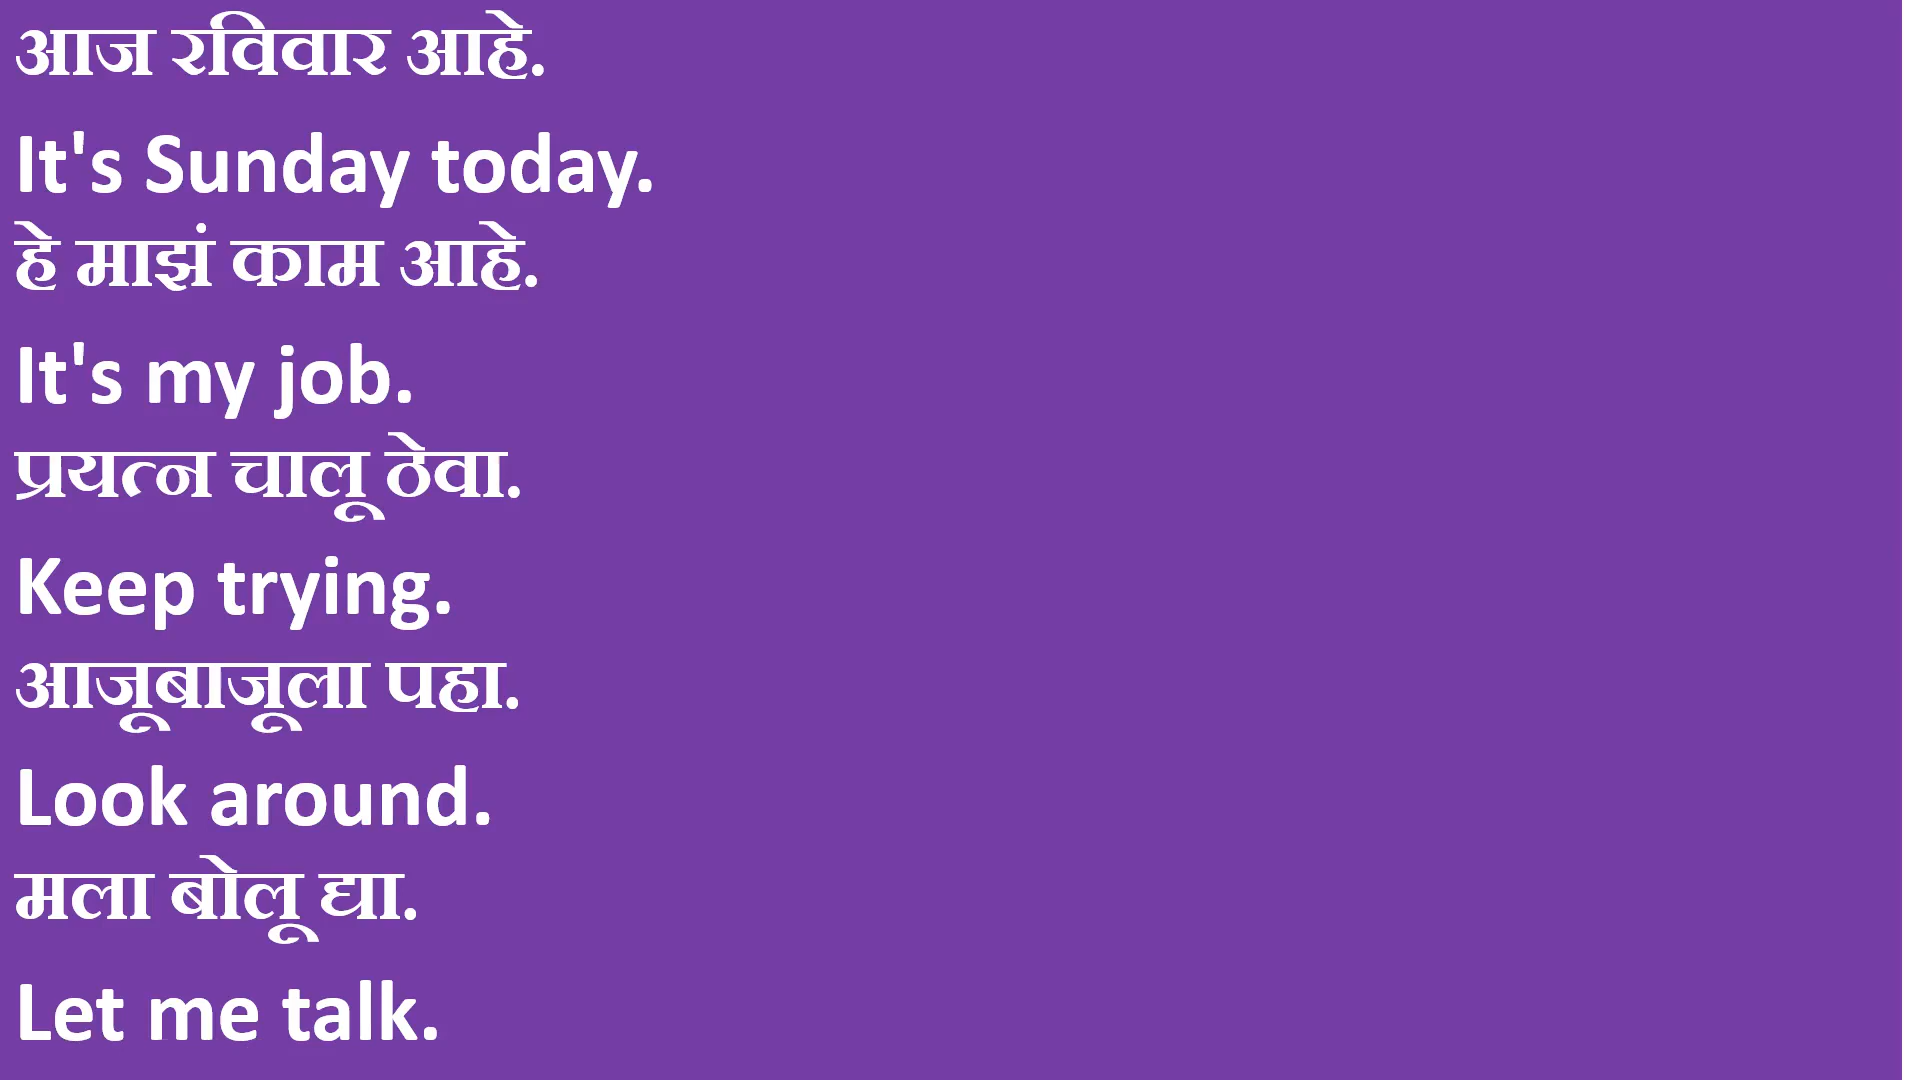 आज रविवार आहे.
It's Sunday today.
हे माझं काम आहे.
It's my job.
प्रयत्न चालू ठेवा.
Keep trying.
आजूबाजूला पहा.
Look around.
मला बोलू द्या.
Let me talk.